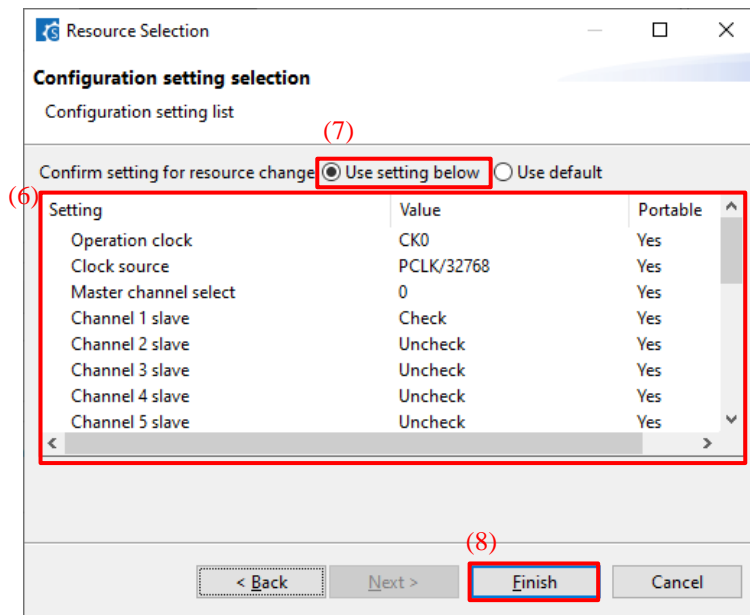 Resource Selection
Configuration setting selection
Configuration setting list
(7)
Confirm setting for resource change Use setting below Use default
(6)
Setting Value Portable
Operation clock CK0 Yes
Clock source PCLK/32768 Yes
Master channel select 0 Yes
Channel 1 slave Check Yes
Channel 2 slave Uncheck Yes
Channel 3 slave Uncheck Yes
Channel 4 slave Uncheck Yes
Channel 5 slave Uncheck Yes
(8)
< Back Next > Finish Cancel